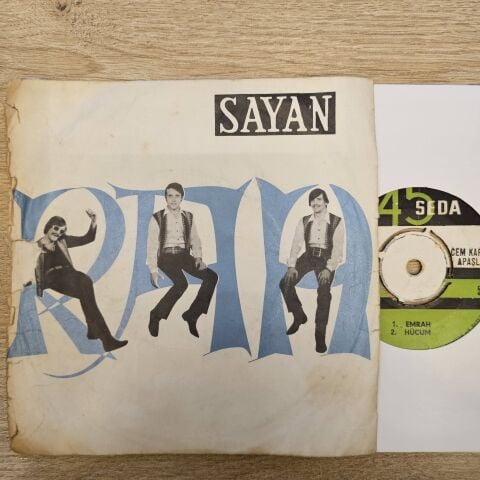 SAYAN
45 SEDA
CEM KAR
APAŞL
1. EMRAH
2. HÜCUM